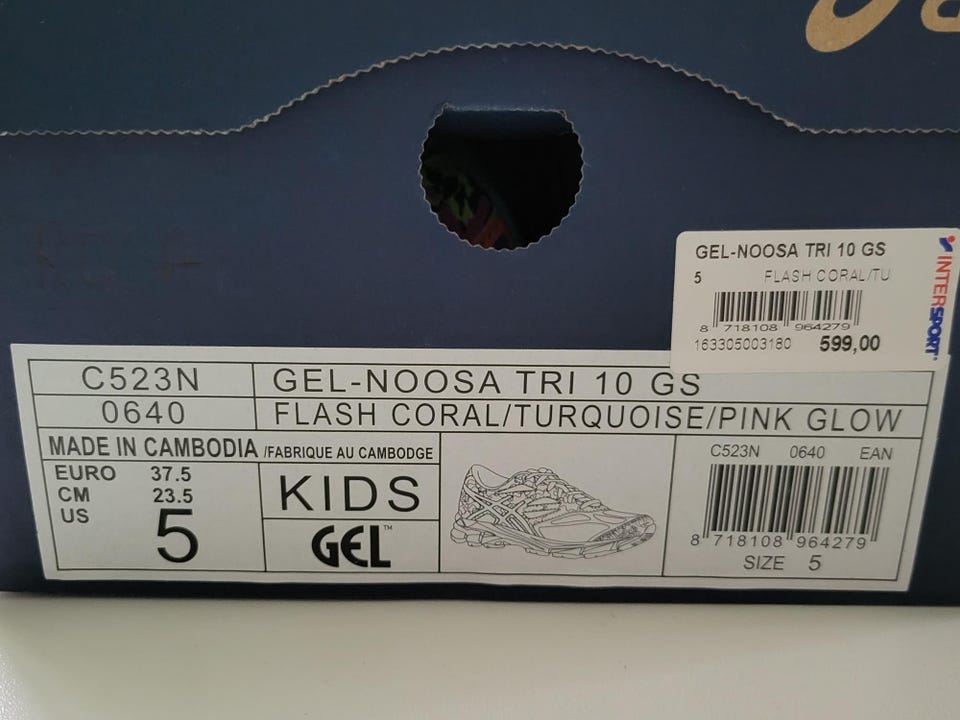 GEL-NOOSA TRI 10 GS
5 FLASH CORAL/TU
8 718108 964279
163305003180 599,00
INTERSPORT
C523N GEL-NOOSA TRI 10 GS
0640 FLASH CORAL/TURQUOISE/PINK GLOW
MADE IN CAMBODIA /FABRIQUE AU CAMBODGE
EURO 37.5
CM 23.5
US 5
KIDS
GEL™
C523N 0640 EAN
8 718108 964279
SIZE 5